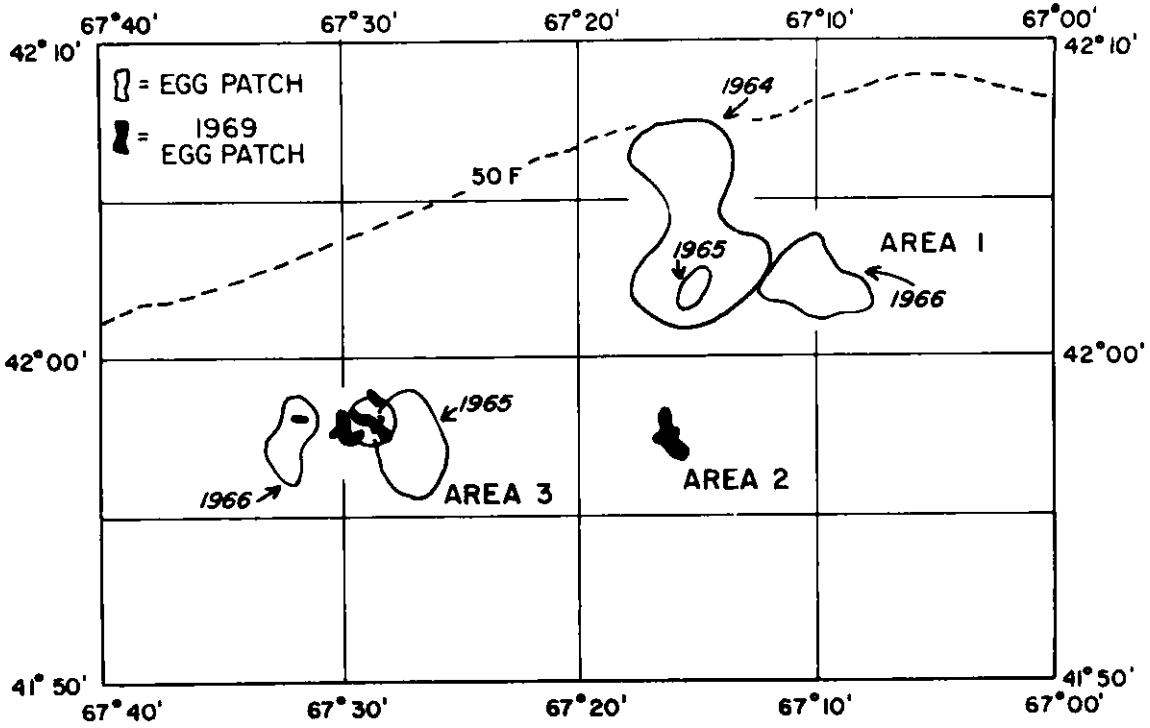 67°40' 67°30' 67°20' 67°10' 67°00'
42°10' 42°10'
= EGG PATCH
= 1969
EGG PATCH
1964
50 F
1965
AREA 1
1966
42°00' 42°00'
1965
1966
AREA 3
AREA 2
41°50' 41°50'
67°40' 67°30' 67°20' 67°10' 67°00'